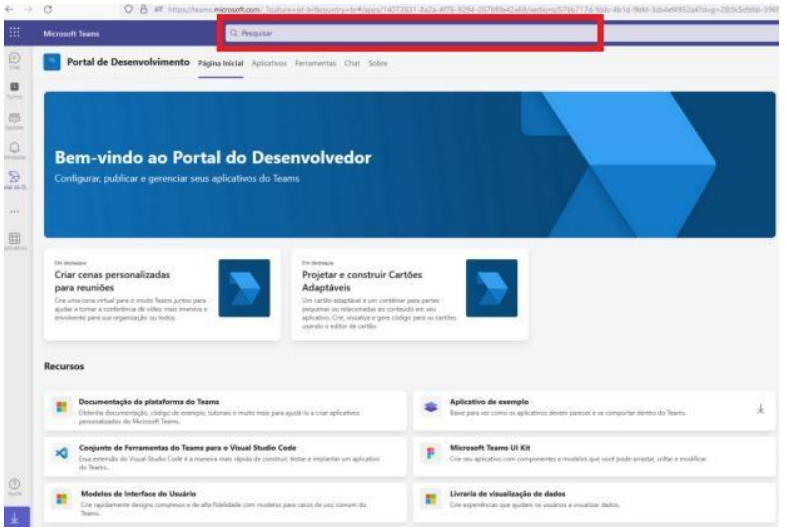 https://teams.microsoft.com/
Microsoft Teams
Pesquisar
Portal de Desenvolvimento Página Inicial Aplicativos Ferramentas Chat Sobre
Bem-vindo ao Portal do Desenvolvedor
Configurar, publicar e gerenciar seus aplicativos do Teams
Em destaque
Criar cenas personalizadas
para reuniões
Crie uma cena virtual para o modo Teams juntos para
ajudar a tornar a conferência de vídeo mais imersiva e
envolvente para sua organização ou todos.
Em destaque
Projetar e construir Cartões
Adaptáveis
Um cartão adaptável é um contêiner para partes
pequenas ou relacionadas ao conteúdo em seu
aplicativo. Crie, visualize e gere código para os cartões
usando o editor de cartão.
Recursos
Documentação da plataforma do Teams
Obtenha documentação, código de exemplo, tutoriais e muito mais para ajudá-lo a criar aplicativos
personalizados do Microsoft Teams.
Aplicativo de exemplo
Baixe para ver como os aplicativos devem parecer e se comportar dentro do Teams.
Conjunto de Ferramentas do Teams para o Visual Studio Code
Essa extensão do Visual Studio Code é a maneira mais rápida de construir, testar e implantar um aplicativo
do Teams.
Microsoft Teams UI Kit
Crie seu aplicativo com componentes e modelos que você pode arrastar, soltar e modificar.
Modelos de Interface do Usuário
Crie rapidamente designs complexos e de alta fidelidade com modelos para casos de uso comum do
Teams.
Livraria de visualização de dados
Crie experiências que ajudem os usuários a visualizar dados.